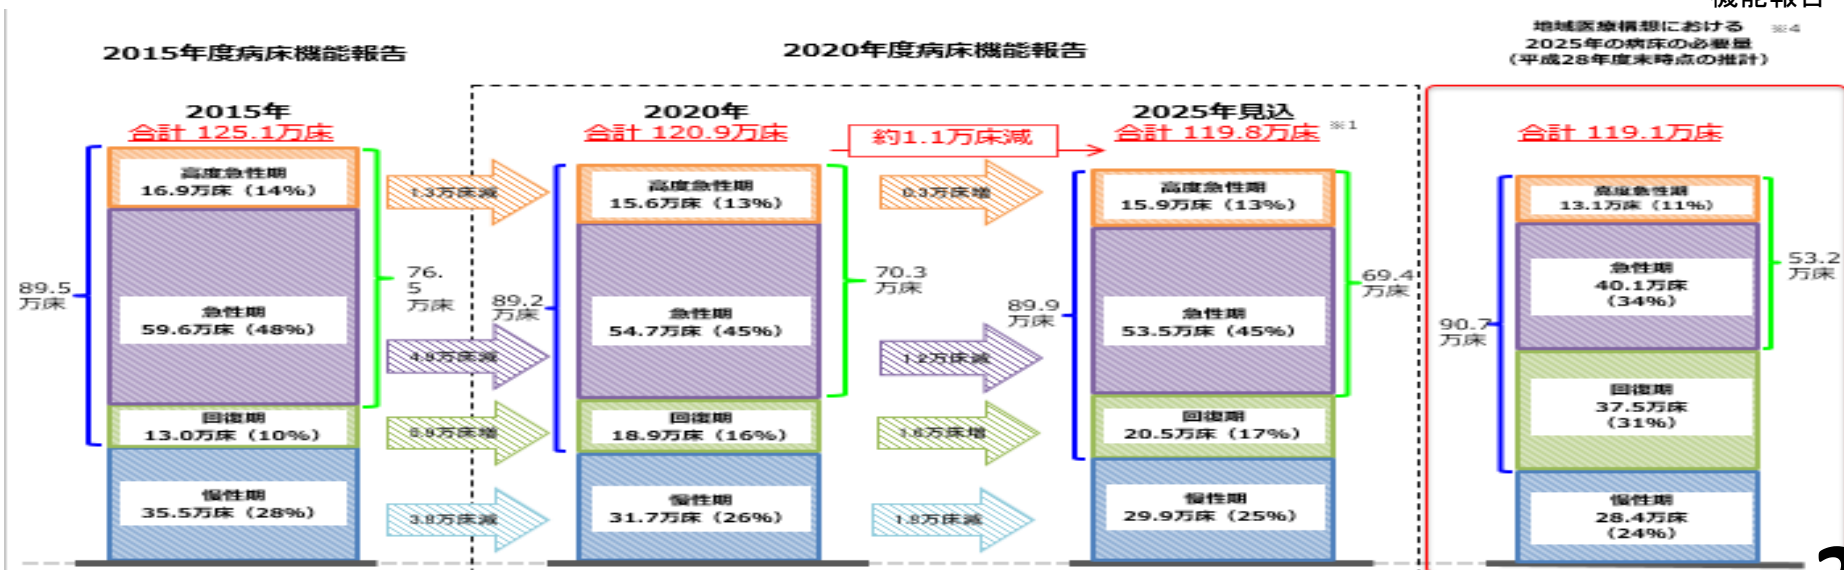 機能報告
2015年度病床機能報告
2020年度病床機能報告
地域医療構想における ※4
2025年の病床の必要量
(平成28年度末時点の推計)
2015年
合計 125.1万床
高度急性期
16.9万床(14%)
急性期
59.6万床(48%)
回復期
13.0万床(10%)
慢性期
35.5万床(28%)
89.5
万床
76.
5
万床
1.3万床減
4.9万床減
3.8万床減
2020年
合計 120.9万床
高度急性期
15.6万床(13%)
急性期
54.7万床(45%)
回復期
18.9万床(16%)
慢性期
31.7万床(26%)
89.2
万床
70.3
万床
約1.1万床減
0.3万床増
1.2万床減
1.6万床増
1.8万床減
2025年見込
合計 119.8万床 ※1
高度急性期
15.9万床(13%)
急性期
53.5万床(45%)
回復期
20.5万床(17%)
慢性期
29.9万床(25%)
89.9
万床
69.4
万床
合計 119.1万床
高度急性期
13.1万床(11%)
急性期
40.1万床
(34%)
回復期
37.5万床
(31%)
慢性期
28.4万床
(24%)
90.7
万床
53.2
万床